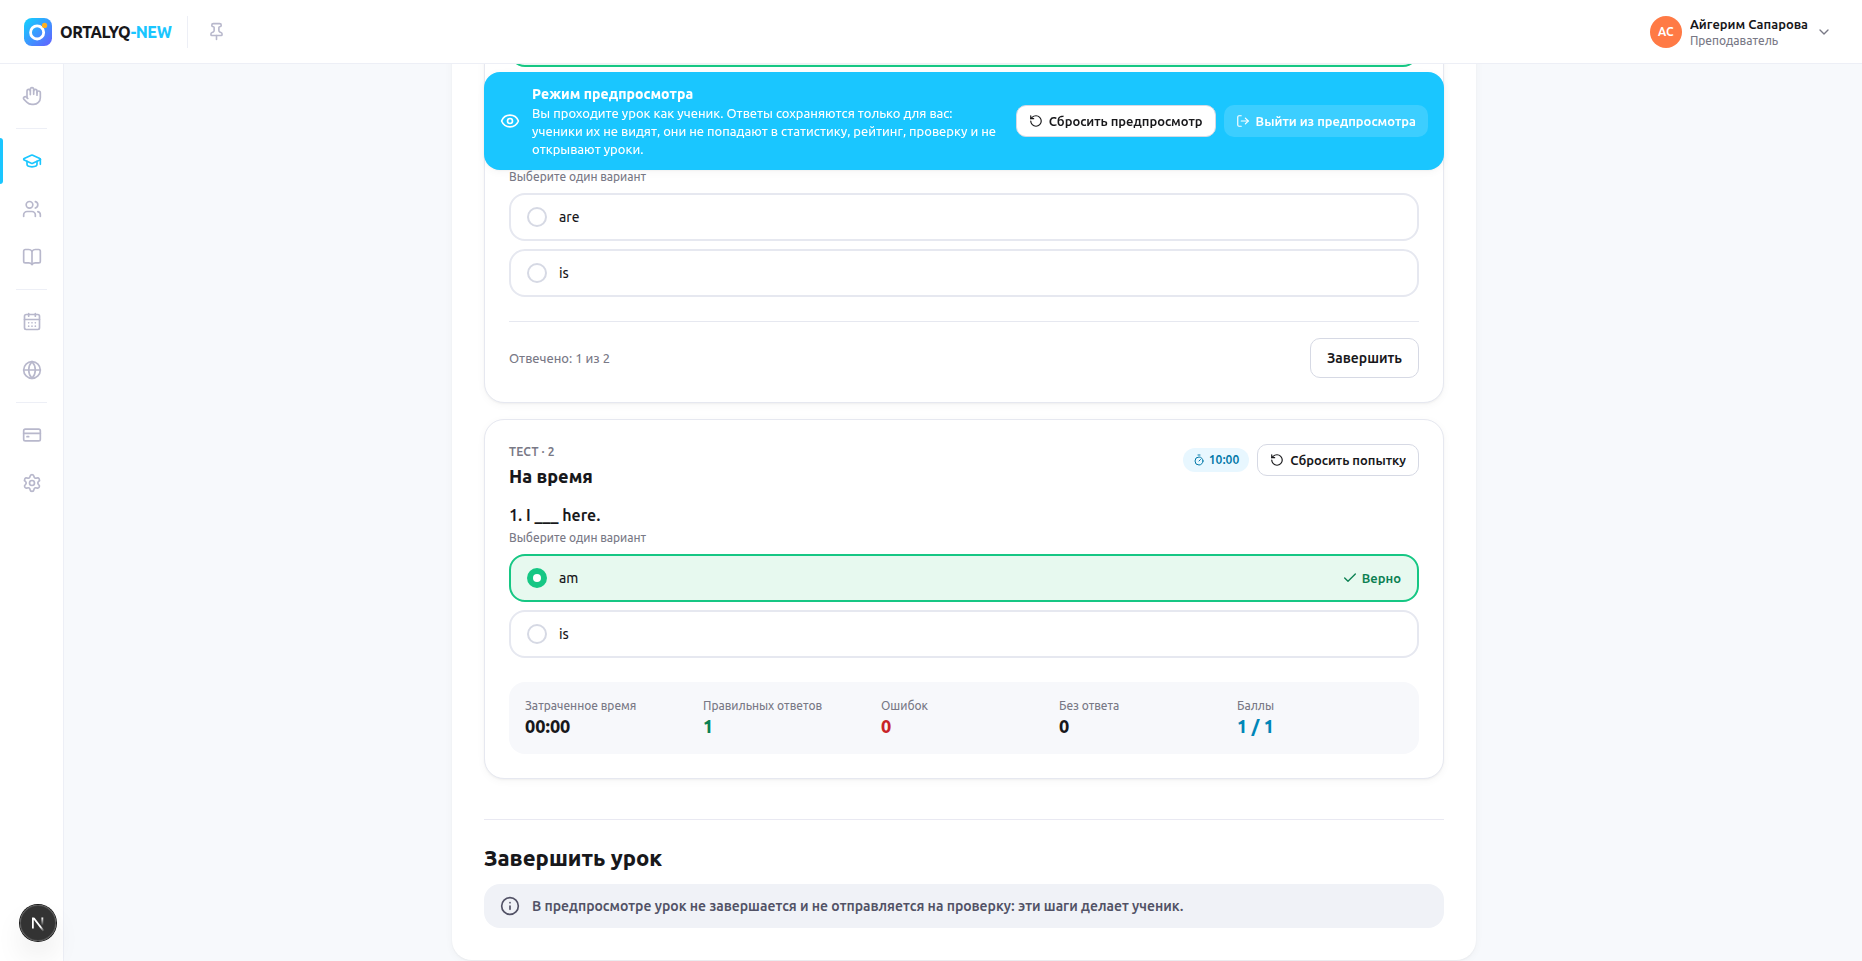 ORTALYQ-NEW
АС
Айгерим Сапарова
Преподаватель
Режим предпросмотра
Вы проходите урок как ученик. Ответы сохраняются только для вас:
ученики их не видят, они не попадают в статистику, рейтинг, проверку и не
открывают уроки.
Сбросить предпросмотр
Выйти из предпросмотра
Выберите один вариант
are
is
Отвечено: 1 из 2
Завершить
ТЕСТ · 2
На время
10:00
Сбросить попытку
1. I ___ here.
Выберите один вариант
am
Верно
is
Затраченное время
00:00
Правильных ответов
1
Ошибок
0
Без ответа
0
Баллы
1 / 1
Завершить урок
В предпросмотре урок не завершается и не отправляется на проверку: эти шаги делает ученик.
N